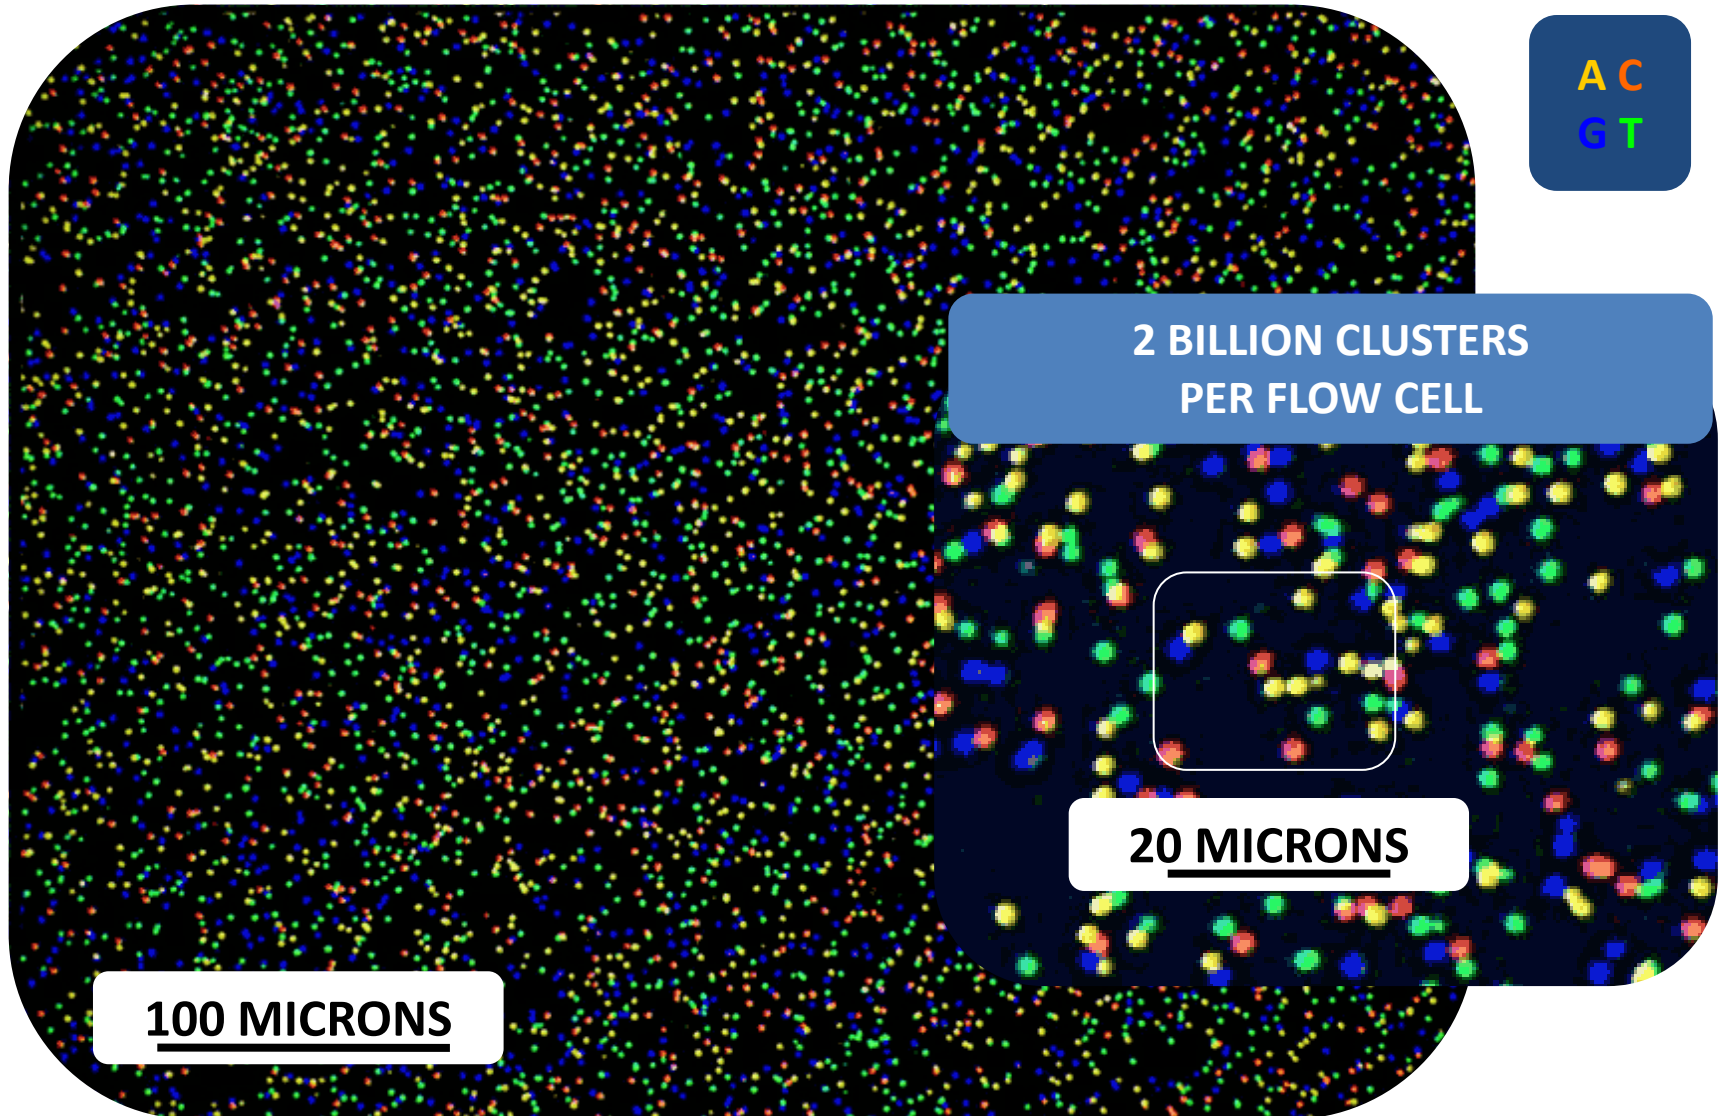 A C
G T
2 BILLION CLUSTERS
PER FLOW CELL
20 MICRONS
100 MICRONS